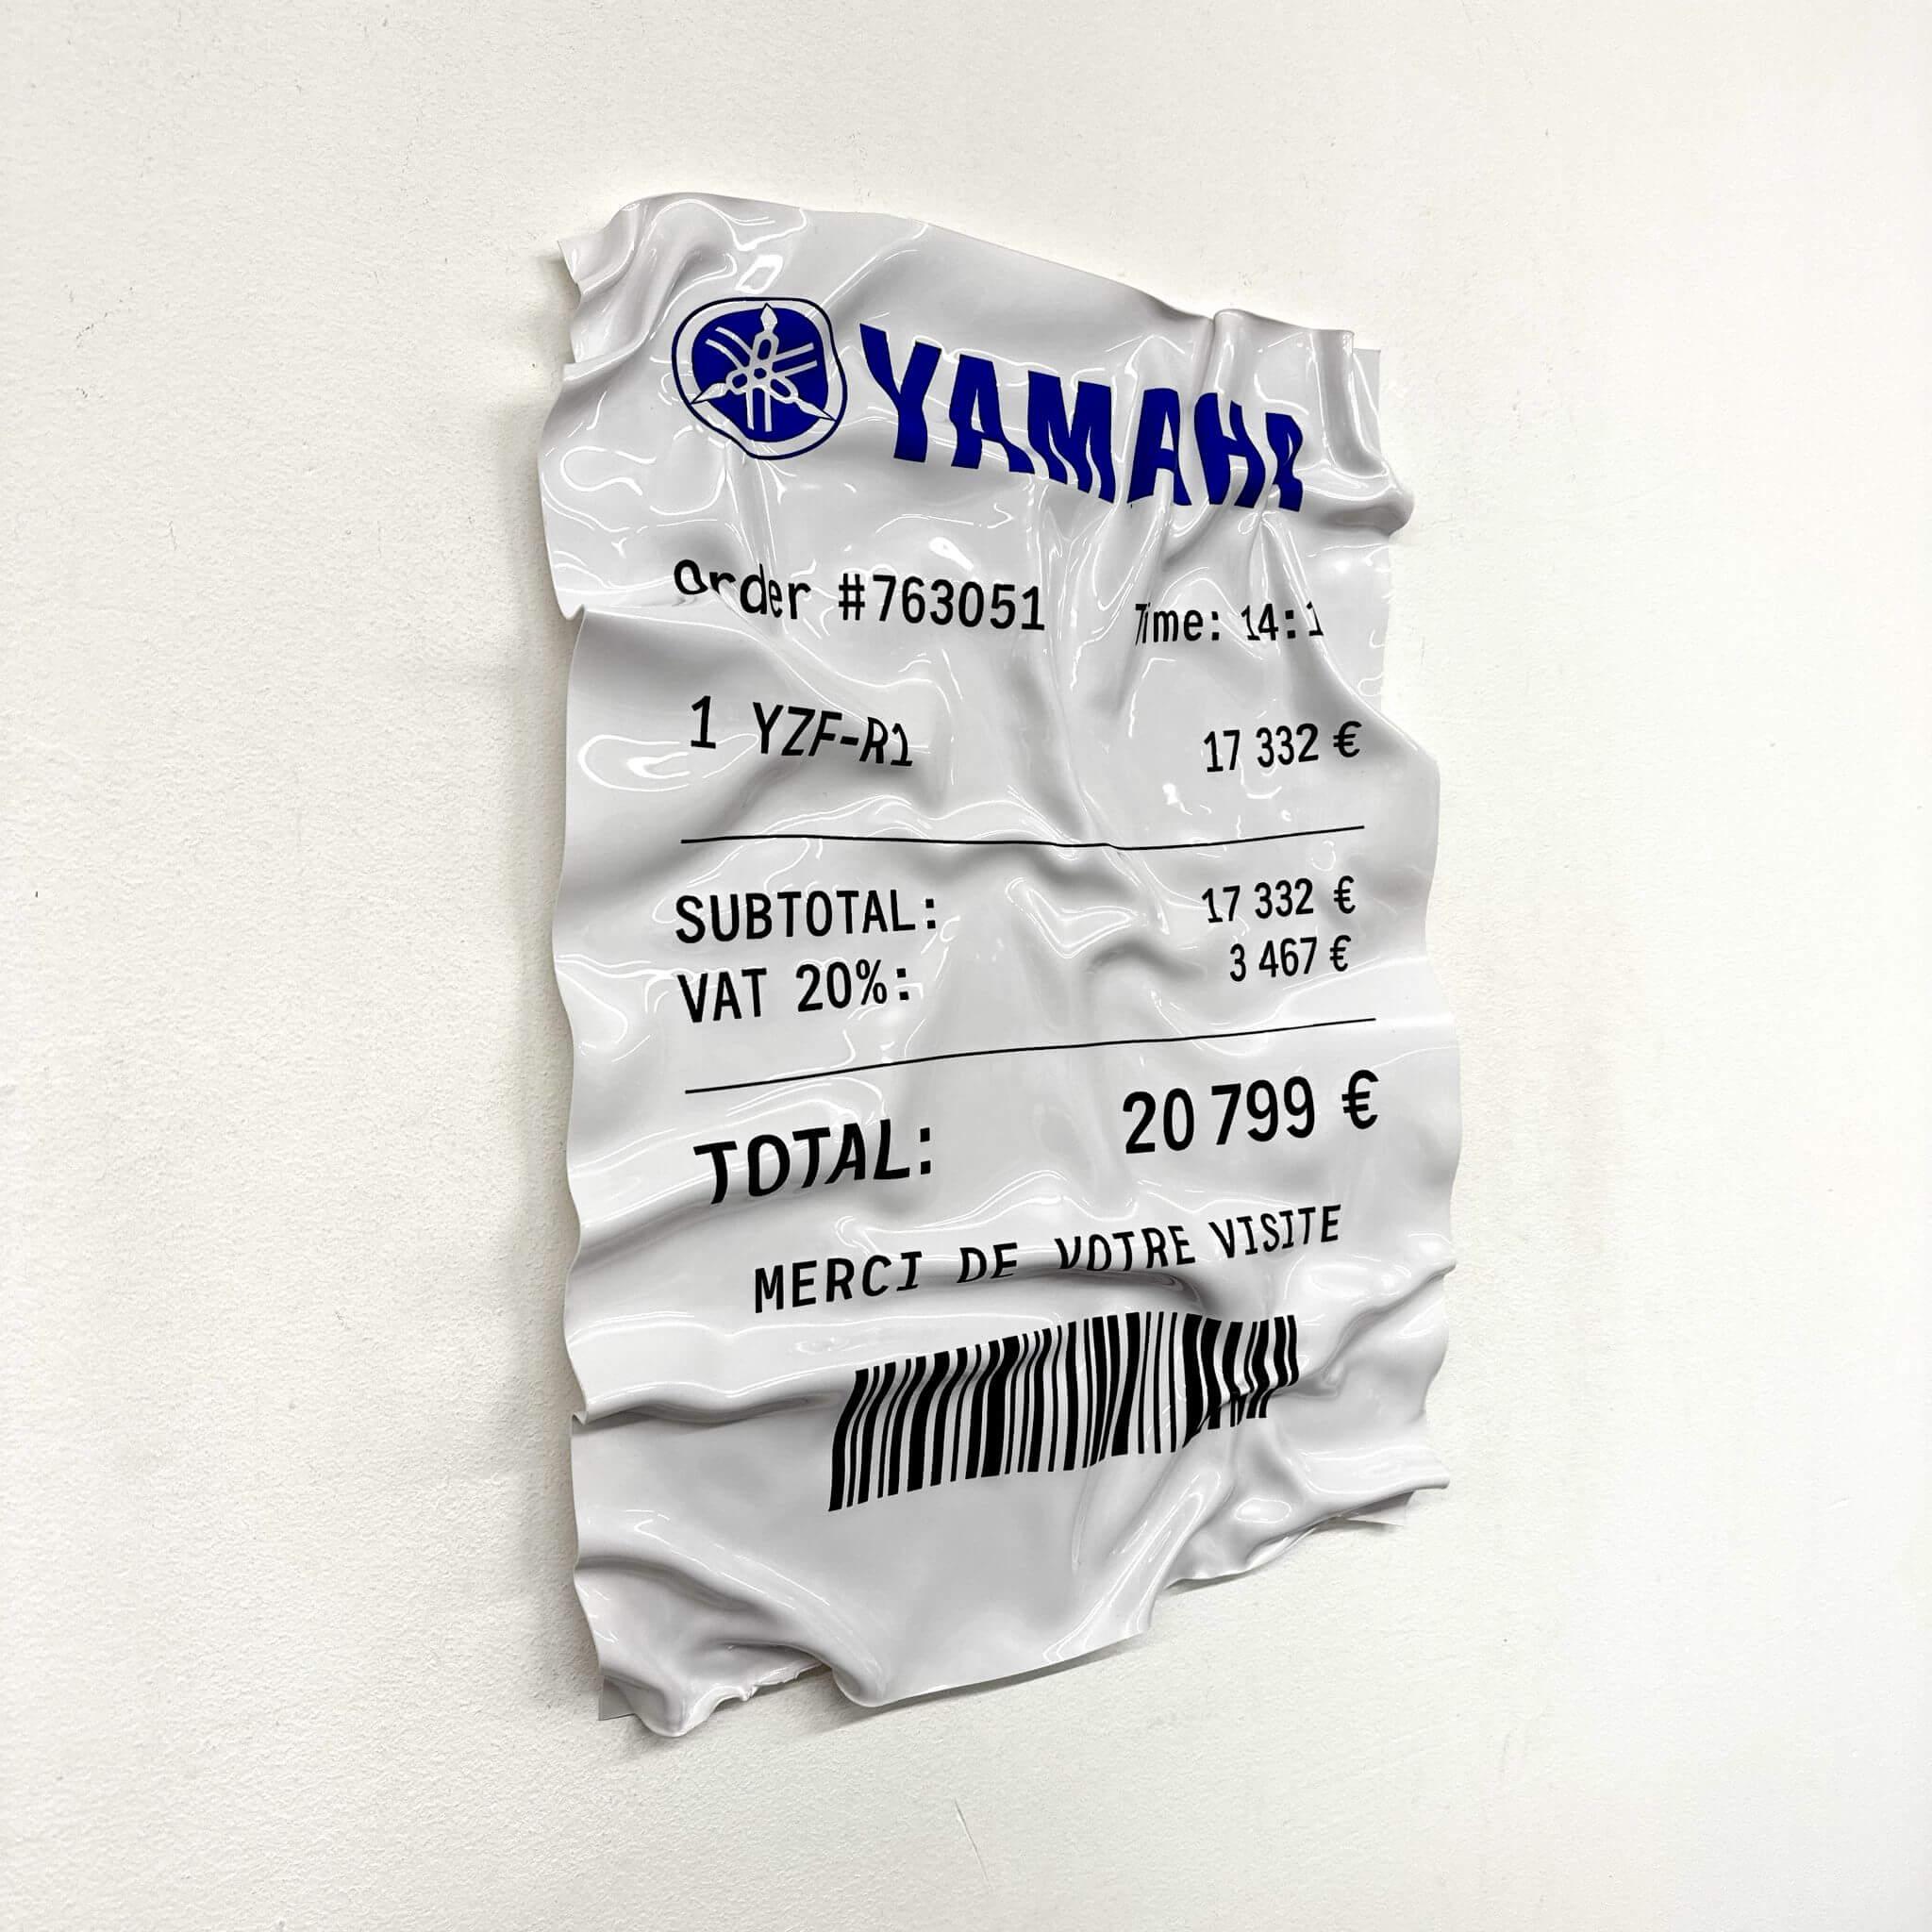 YAMAHA
Order #763051 Time: 14:1
1 YZF-R1 17 332 €
SUBTOTAL: 17 332 €
VAT 20%: 3 467 €
TOTAL: 20 799 €
MERCI DE VOTRE VISITE